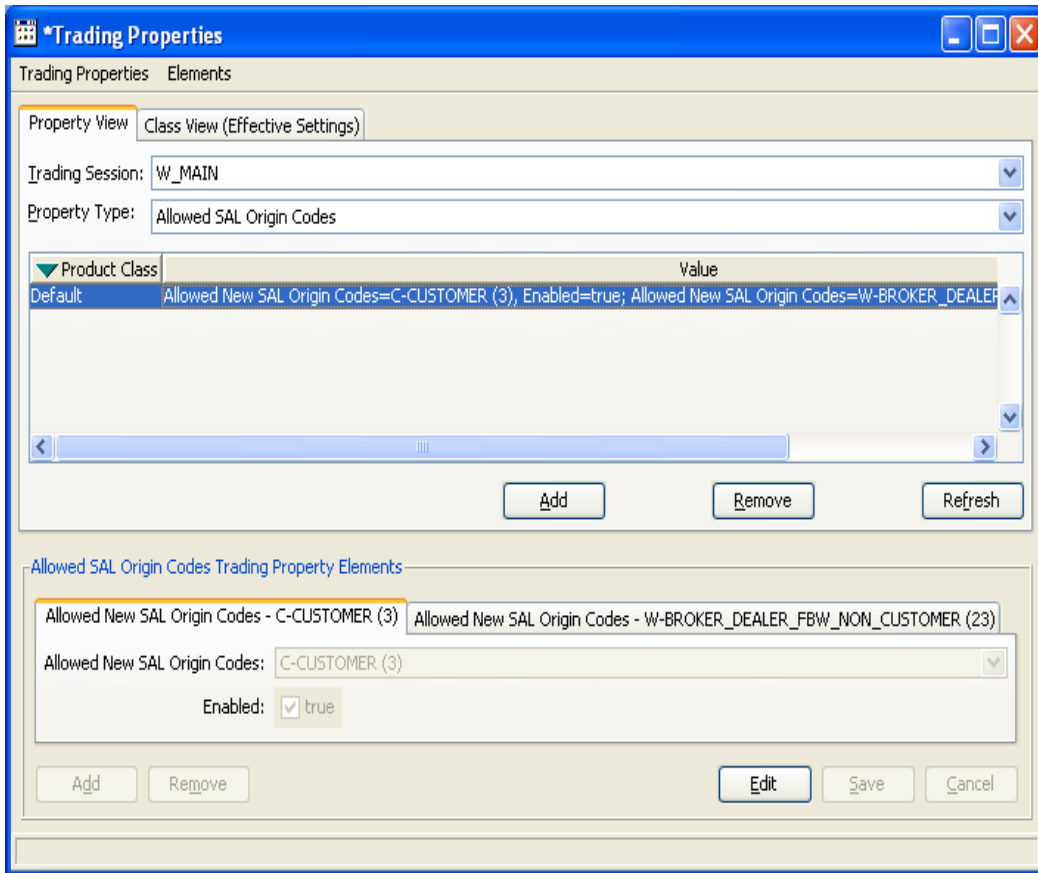 *Trading Properties
Trading Properties Elements
Property View Class View (Effective Settings)
Trading Session: W_MAIN
Property Type: Allowed SAL Origin Codes
Product Class Value
Default Allowed New SAL Origin Codes=C-CUSTOMER (3), Enabled=true; Allowed New SAL Origin Codes=W-BROKER_DEALER
Add Remove Refresh
Allowed SAL Origin Codes Trading Property Elements
Allowed New SAL Origin Codes - C-CUSTOMER (3) Allowed New SAL Origin Codes - W-BROKER_DEALER_FBW_NON_CUSTOMER (23)
Allowed New SAL Origin Codes: C-CUSTOMER (3)
Enabled: true
Add Remove Edit Save Cancel